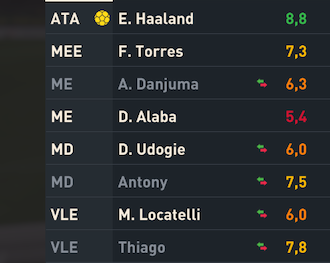 ATA E. Haaland 8,8
MEE F. Torres 7,3
ME A. Danjuma 6,3
ME D. Alaba 5,4
MD D. Udogie 6,0
MD Antony 7,5
VLE M. Locatelli 6,0
VLE Thiago 7,8